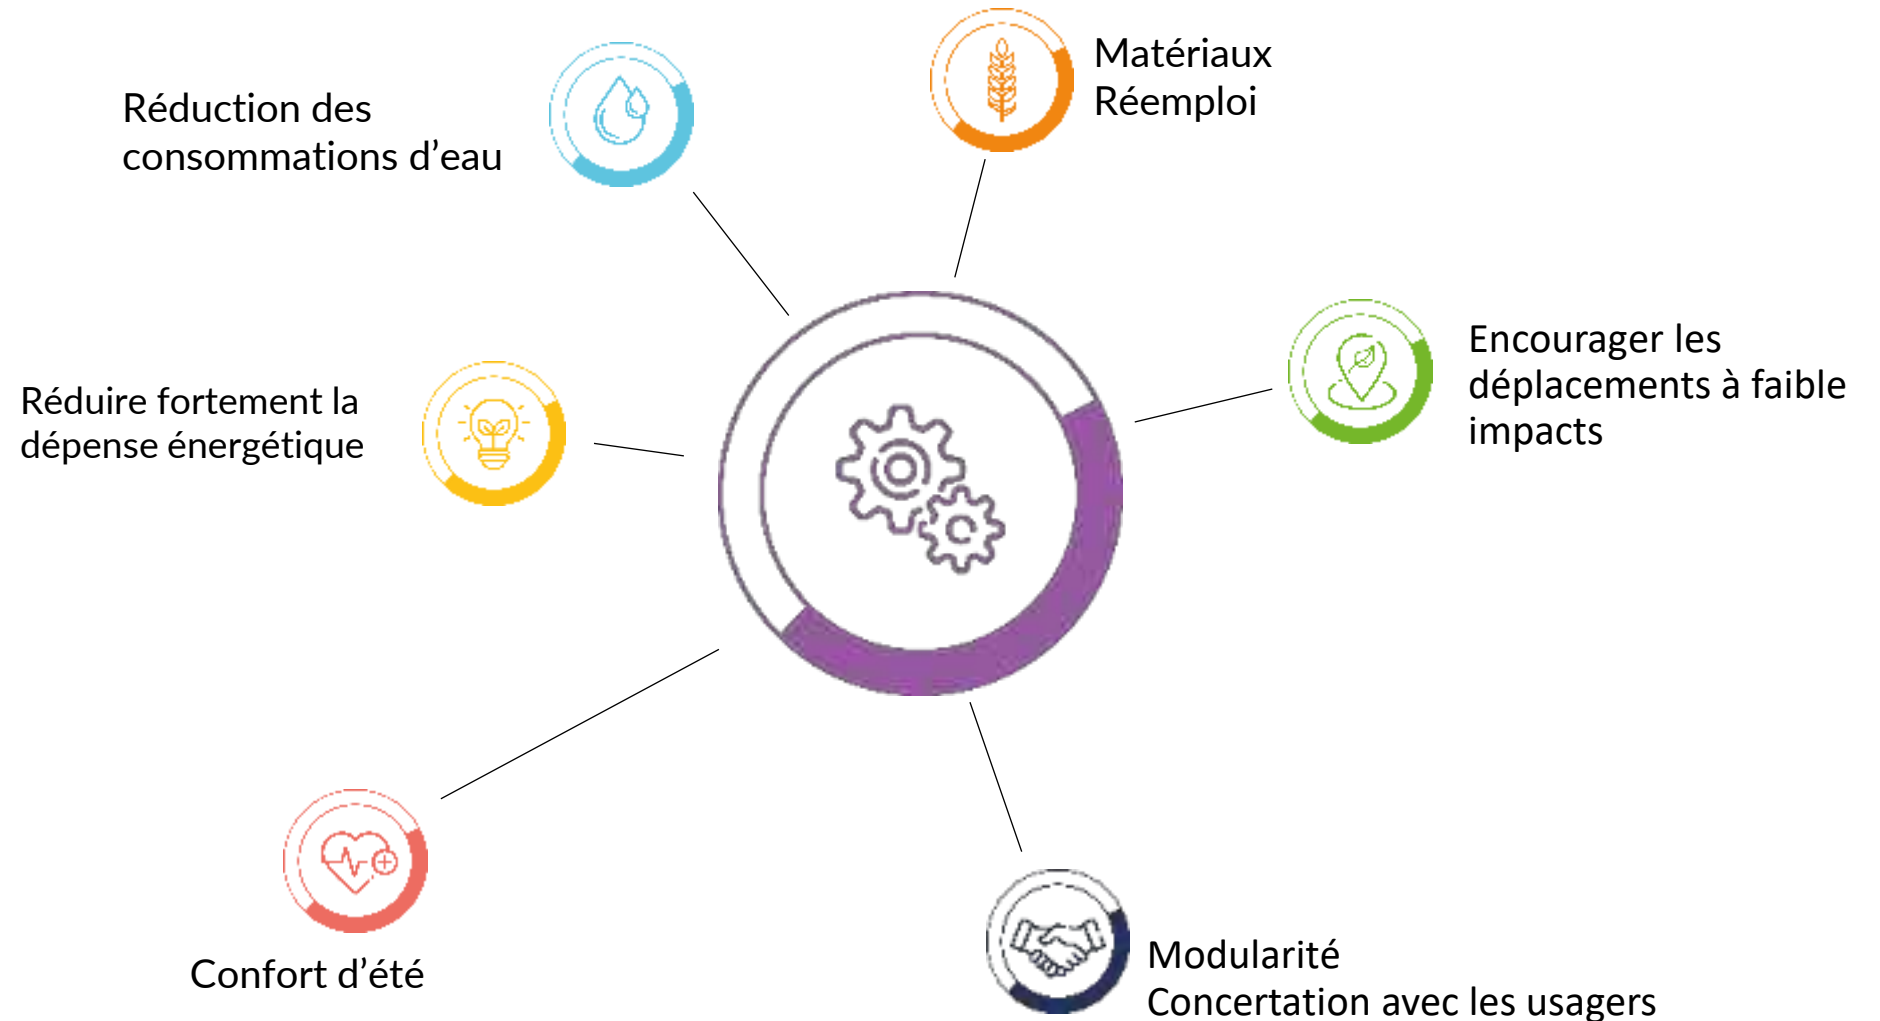 Matériaux
Réemploi
Réduction des
consommations d’eau
Encourager les
déplacements à faible
impacts
Réduire fortement la
dépense énergétique
Confort d’été
Modularité
Concertation avec les usagers